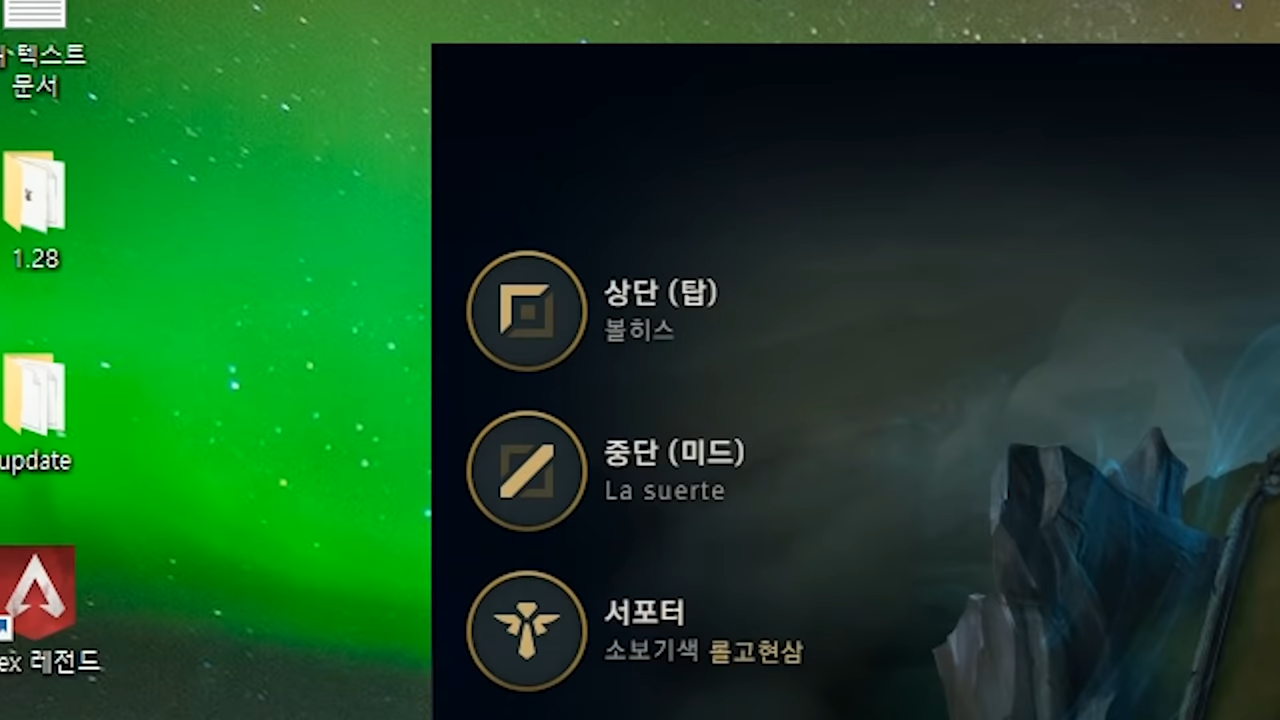 텍스트
문서
1.28
update
레전드
상단 (탑)
볼히스
중단 (미드)
La suerte
서포터
소보기색 롤고현삼